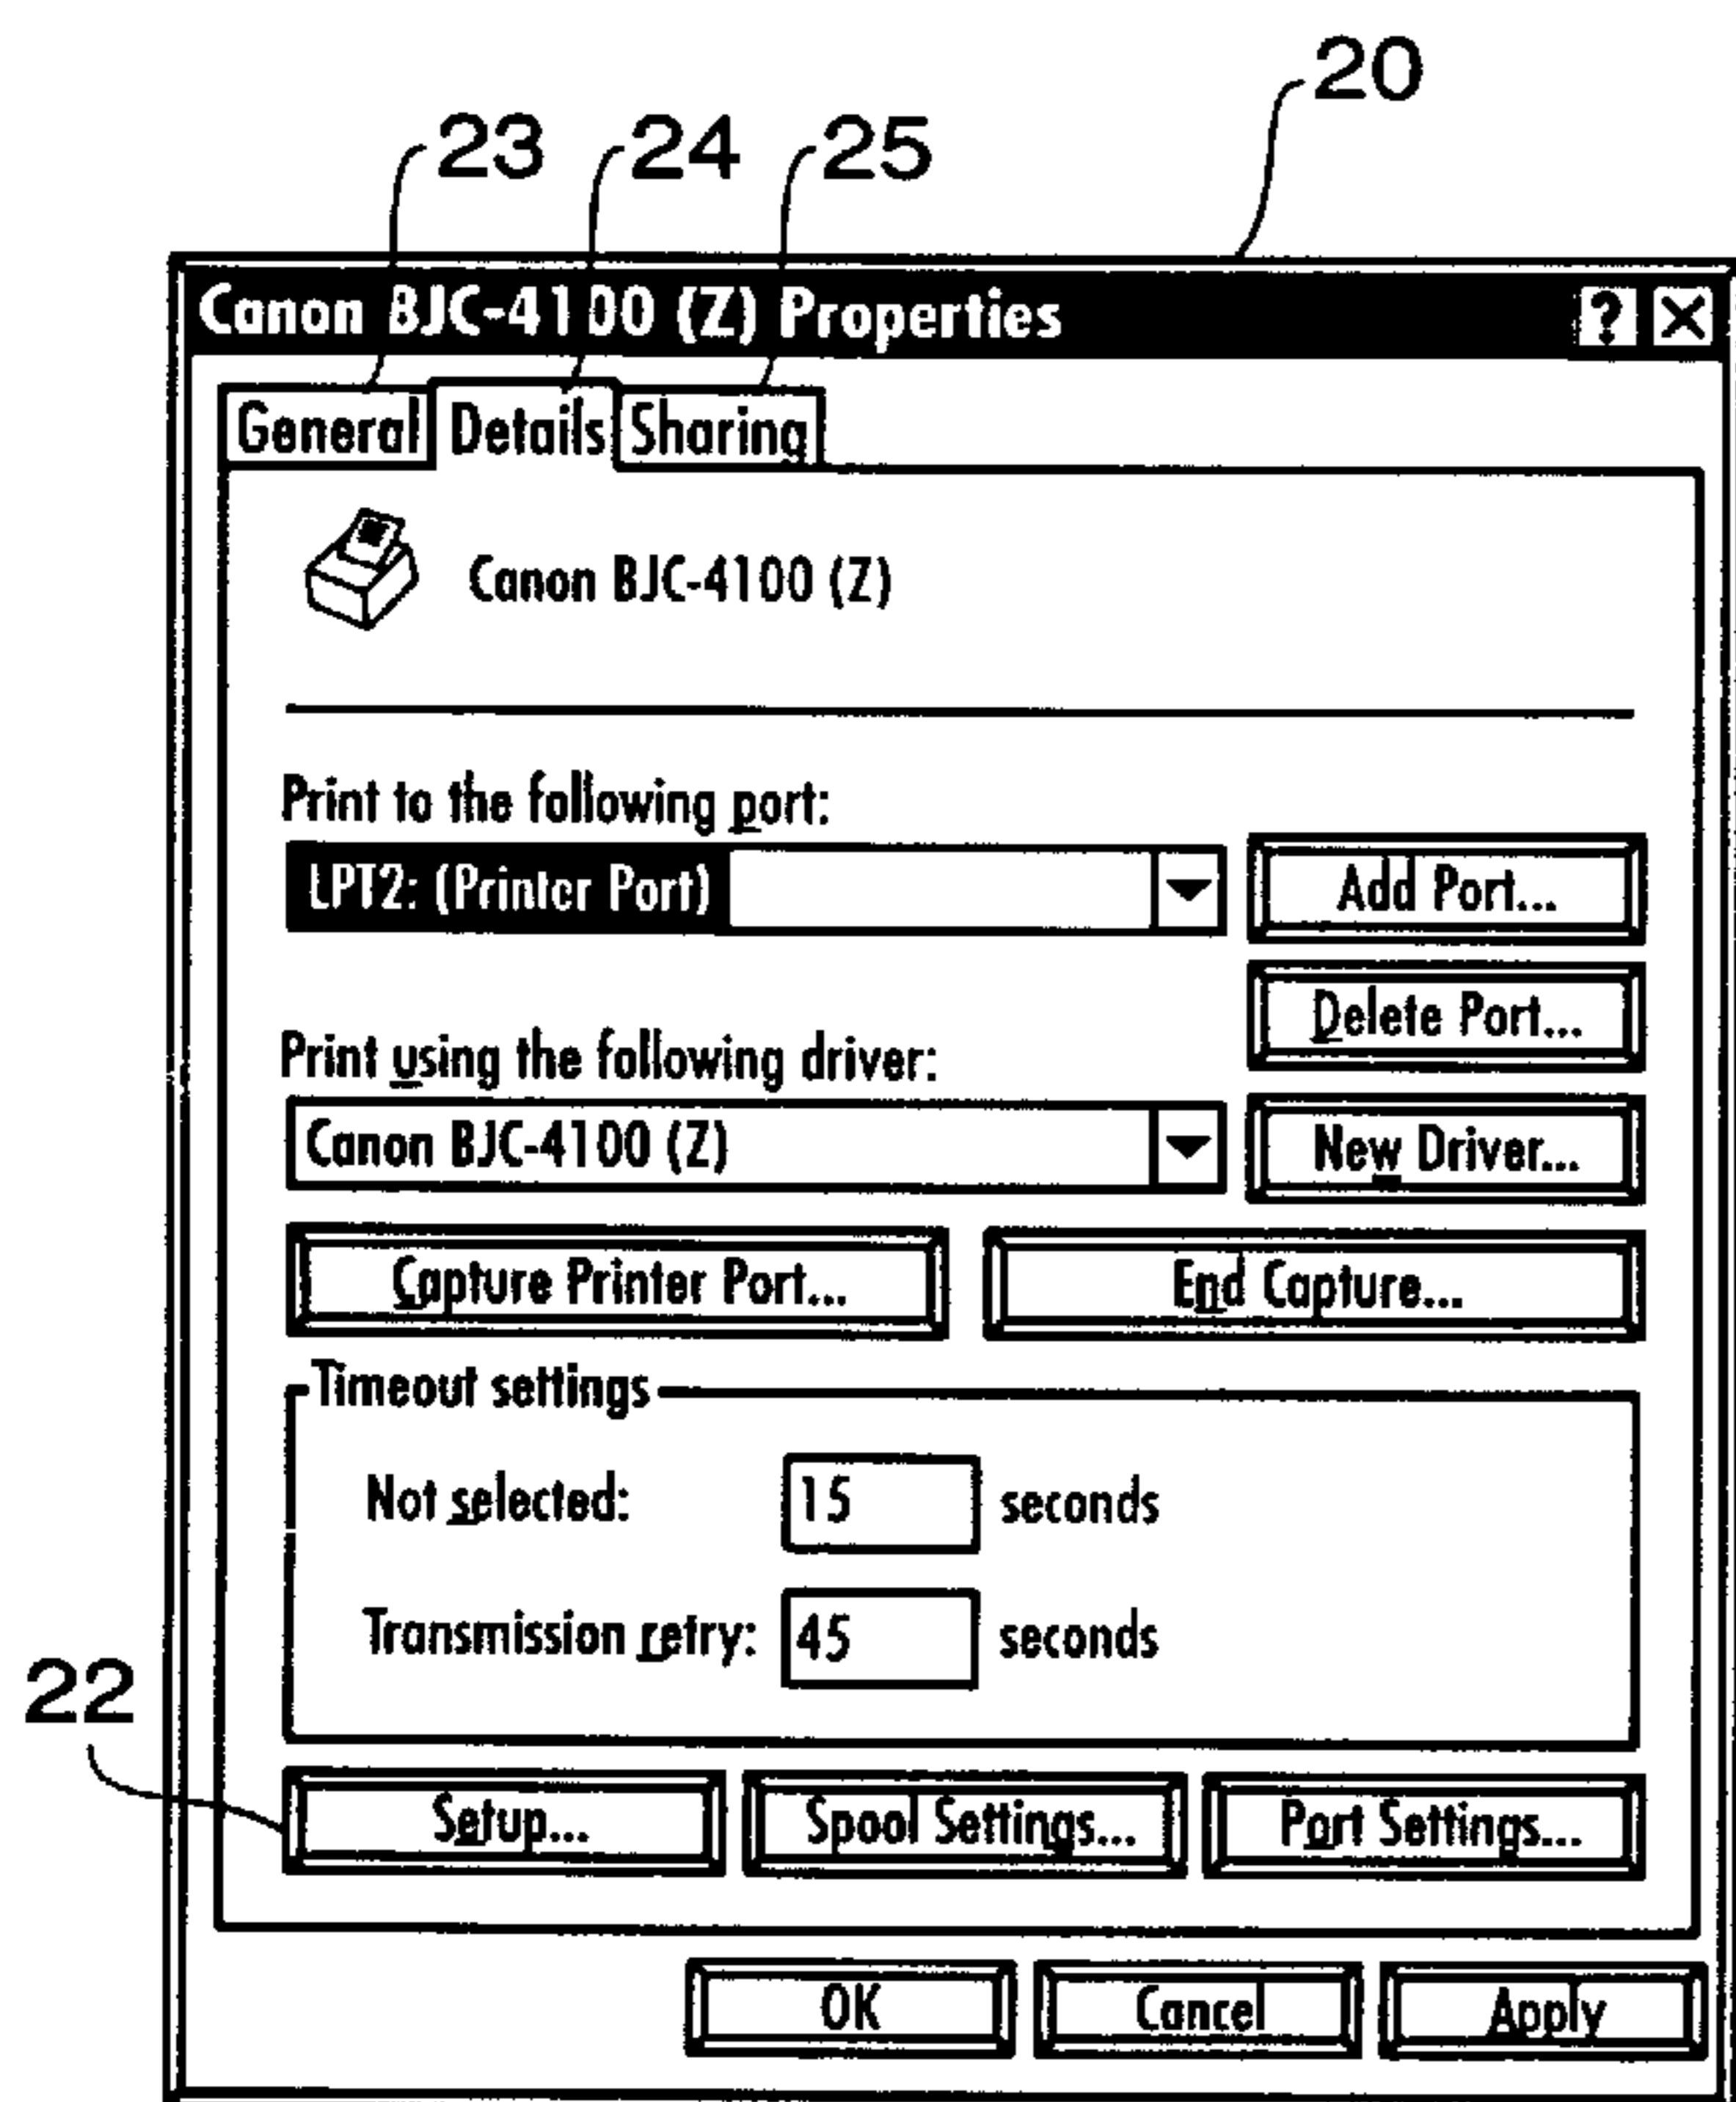 20
23 24 25
Canon BJC-4100 (Z) Properties ? X
General Details Sharing
Canon BJC-4100 (Z)
Print to the following port:
LPT2: (Printer Port) Add Port...
Delete Port...
Print using the following driver:
Canon BJC-4100 (Z) New Driver...
Capture Printer Port... End Capture...
Timeout settings
Not selected: 15 seconds
Transmission retry: 45 seconds
22
Setup... Spool Settings... Port Settings...
OK Cancel Apply